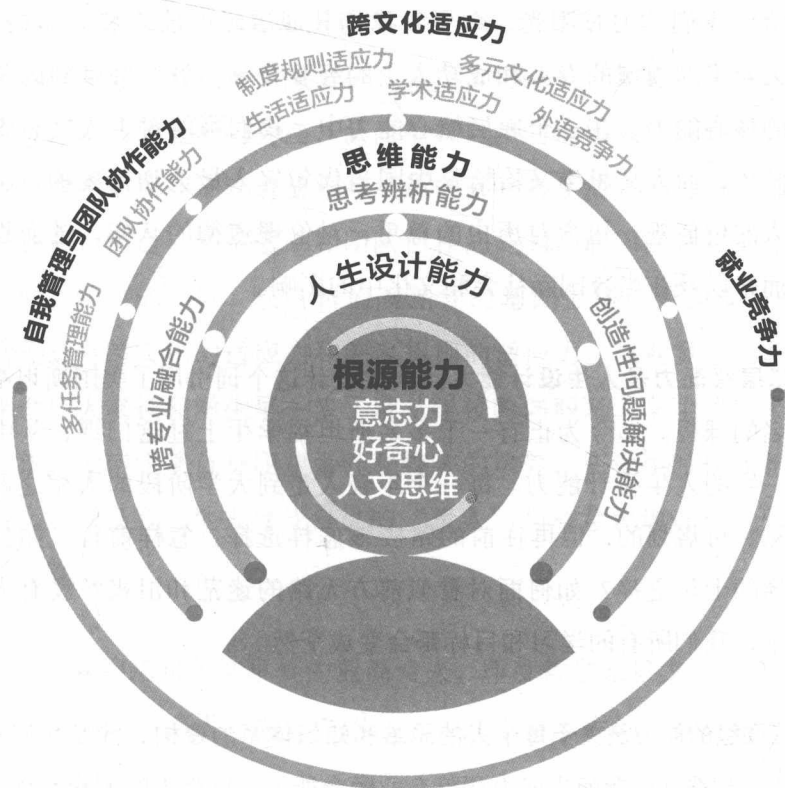 跨文化适应力
制度规则适应力
多元文化适应力
生活适应力
学术适应力
外语竞争力
自我管理与团队协作能力
团队协作能力
多任务管理能力
就业竞争力
思维能力
思考辨析能力
跨专业融合能力
创造性问题解决能力
人生设计能力
根源能力
意志力
好奇心
人文思维